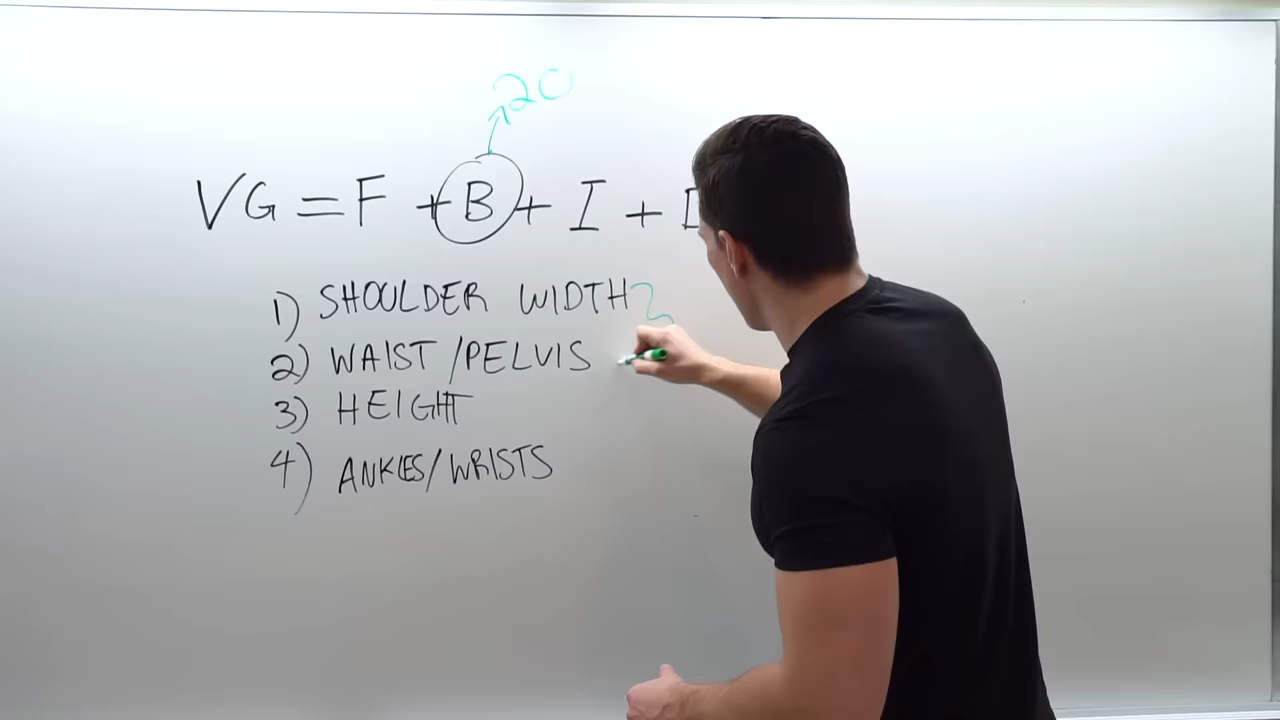 20
VG = F + B + I +
1) SHOULDER WIDTH
2) WAIST / PELVIS
3) HEIGHT
4) ANKLES / WRISTS